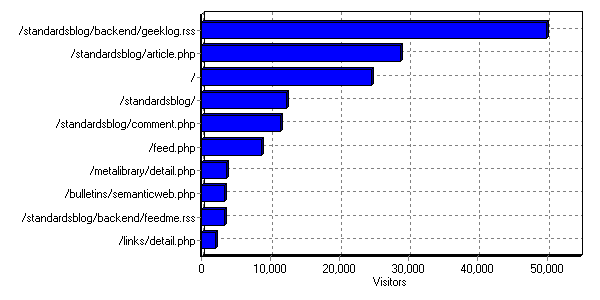 /standardsblog/backend/geeklog.rss
/standardsblog/article.php
/
/standardsblog/
/standardsblog/comment.php
/feed.php
/metalibrary/detail.php
/bulletins/semanticweb.php
/standardsblog/backend/feedme.rss
/links/detail.php
0 10,000 20,000 30,000 40,000 50,000
Visitors